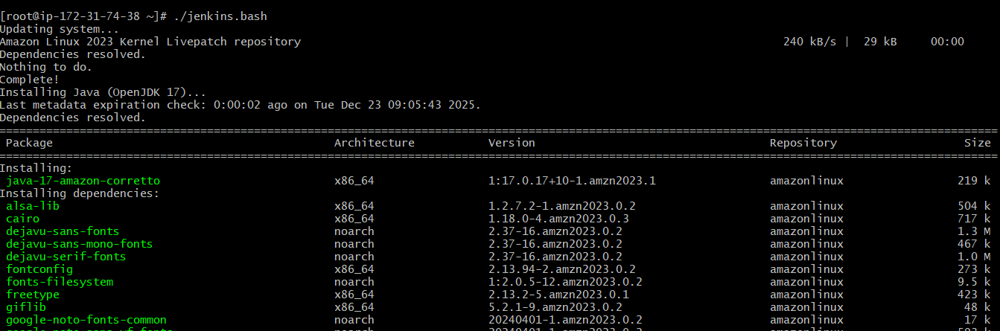 [root@ip-172-31-74-38 ~]# ./jenkins.bash
Updating system...
Amazon Linux 2023 Kernel Livepatch repository 240 kB/s | 29 kB 00:00
Dependencies resolved.
Nothing to do.
Complete!
Installing Java (OpenJDK 17)...
Last metadata expiration check: 0:00:02 ago on Tue Dec 23 09:05:43 2025.
Dependencies resolved.
Package Architecture Version Repository Size
Installing:
java-17-amazon-corretto x86_64 1:17.0.17+10-1.amzn2023.1 amazonlinux 219 k
Installing dependencies:
alsa-lib x86_64 1.2.7.2-1.amzn2023.0.2 amazonlinux 504 k
cairo x86_64 1.18.0-4.amzn2023.0.3 amazonlinux 717 k
dejavu-sans-fonts noarch 2.37-16.amzn2023.0.2 amazonlinux 1.3 M
dejavu-sans-mono-fonts noarch 2.37-16.amzn2023.0.2 amazonlinux 467 k
dejavu-serif-fonts noarch 2.37-16.amzn2023.0.2 amazonlinux 1.0 M
fontconfig x86_64 2.13.94-2.amzn2023.0.2 amazonlinux 273 k
fonts-filesystem noarch 1:2.0.5-12.amzn2023.0.2 amazonlinux 9.5 k
freetype x86_64 2.13.2-5.amzn2023.0.1 amazonlinux 423 k
giflib x86_64 5.2.1-9.amzn2023.0.2 amazonlinux 48 k
google-noto-fonts-common noarch 20240401-1.amzn2023.0.2 amazonlinux 17 k